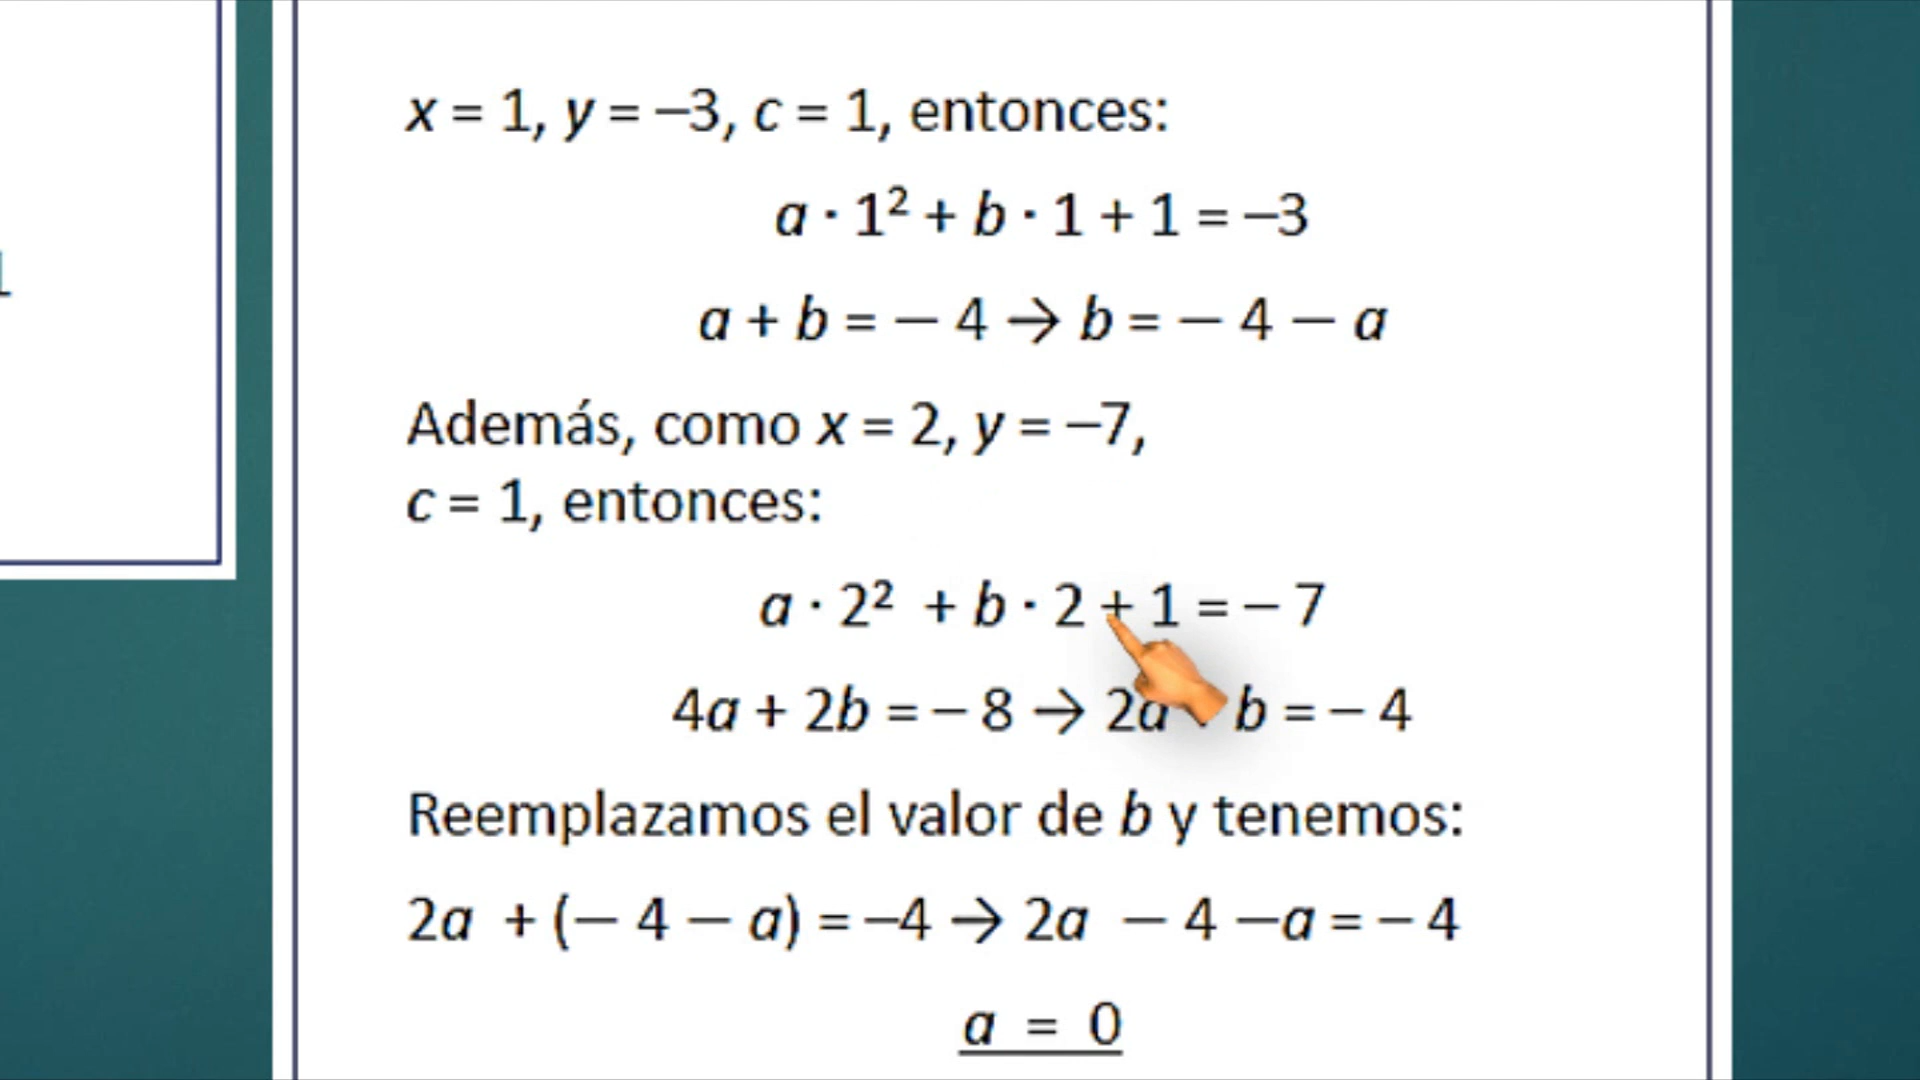 x = 1, y = –3, c = 1, entonces:
a · 1² + b · 1 + 1 = –3
a + b = – 4 → b = – 4 – a
Además, como x = 2, y = –7,
c = 1, entonces:
a · 2² + b · 2 + 1 = – 7
4a + 2b = – 8 → 2a b = – 4
Reemplazamos el valor de b y tenemos:
2a + (– 4 – a) = –4 → 2a – 4 –a = – 4
a = 0